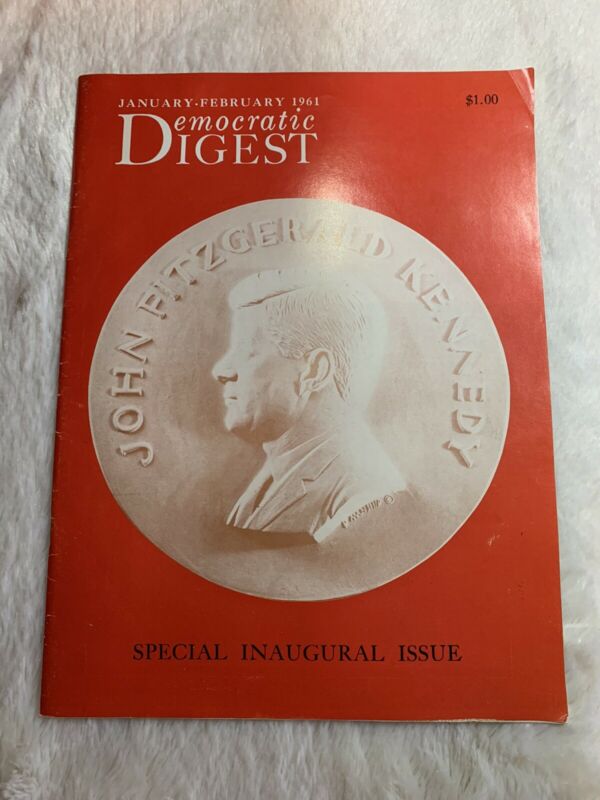 JANUARY·FEBRUARY 1961
$1.00
Democratic
DIGEST
JOHN FITZGERALD KENNEDY
SPECIAL INAUGURAL ISSUE